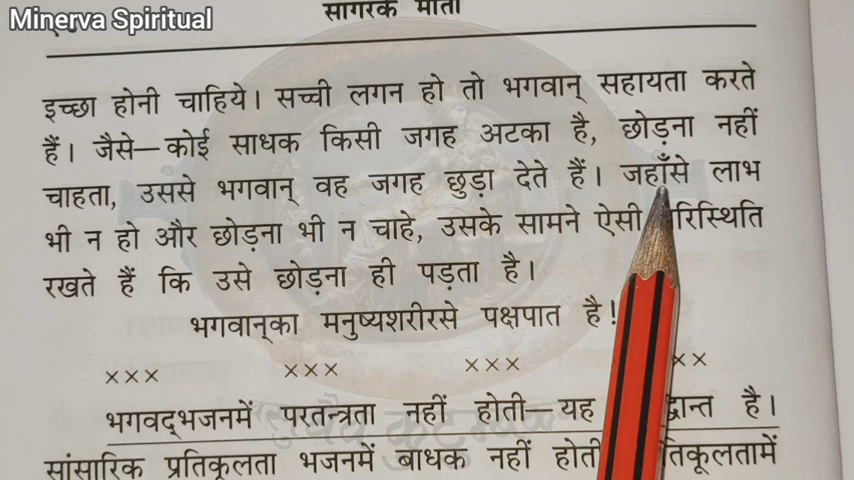 Minerva Spiritual
सागरके मोती
इच्छा होनी चाहिये। सच्ची लगन हो तो भगवान् सहायता करते
हैं। जैसे—कोई साधक किसी जगह अटका है, छोड़ना नहीं
चाहता, उससे भगवान् वह जगह छुड़ा देते हैं। जहाँसे लाभ
भी न हो और छोड़ना भी न चाहे, उसके सामने ऐसी रिस्थिति
रखते हैं कि उसे छोड़ना ही पड़ता है।
भगवान्का मनुष्यशरीरसे पक्षपात है!
××× ××× ××× ××
भगवद्भजनमें परतन्त्रता नहीं होती—यह है।
सांसारिक प्रतिकूलता भजनमें बाधक नहीं